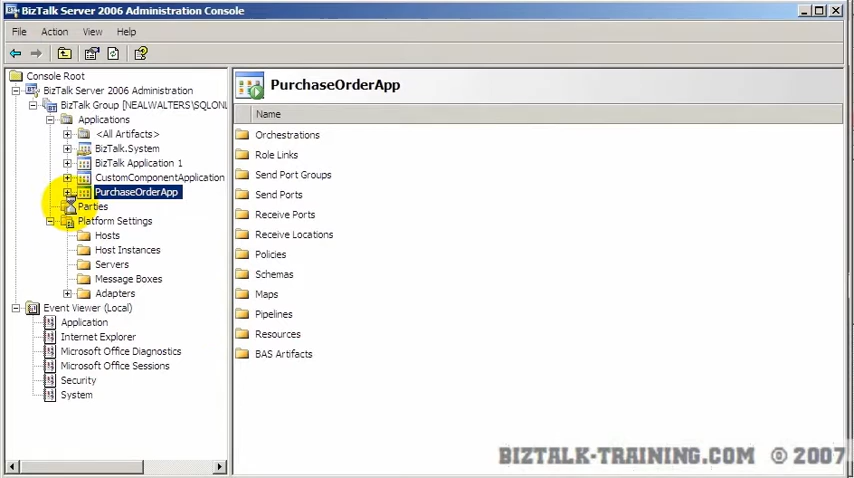 BizTalk Server 2006 Administration Console
File Action View Help
Console Root
BizTalk Server 2006 Administration
BizTalk Group [NEALWALTERS\SQLONL
Applications
<All Artifacts>
BizTalk.System
BizTalk Application 1
CustomComponentApplication
PurchaseOrderApp
Parties
Platform Settings
Hosts
Host Instances
Servers
Message Boxes
Adapters
Event Viewer (Local)
Application
Internet Explorer
Microsoft Office Diagnostics
Microsoft Office Sessions
Security
System
PurchaseOrderApp
Name
Orchestrations
Role Links
Send Port Groups
Send Ports
Receive Ports
Receive Locations
Policies
Schemas
Maps
Pipelines
Resources
BAS Artifacts
BIZTALK-TRAINING.COM © 2007